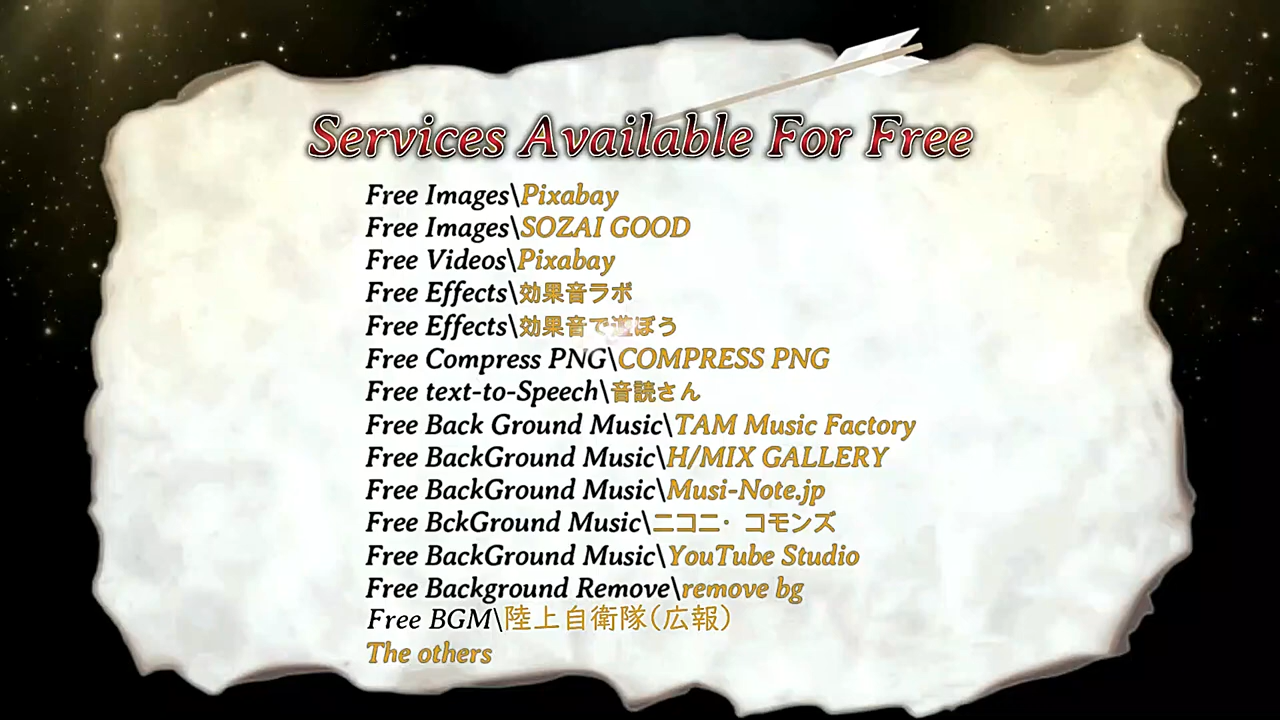 Services Available For Free
Free Images\Pixabay
Free Images\SOZAI GOOD
Free Videos\Pixabay
Free Effects\効果音ラボ
Free Effects\効果音で遊ぼう
Free Compress PNG\COMPRESS PNG
Free text-to-Speech\音読さん
Free Back Ground Music\TAM Music Factory
Free BackGround Music\H/MIX GALLERY
Free BackGround Music\Musi-Note.jp
Free BckGround Music\ニコニ・コモンズ
Free BackGround Music\YouTube Studio
Free Background Remove\remove bg
Free BGM\陸上自衛隊(広報)
The others